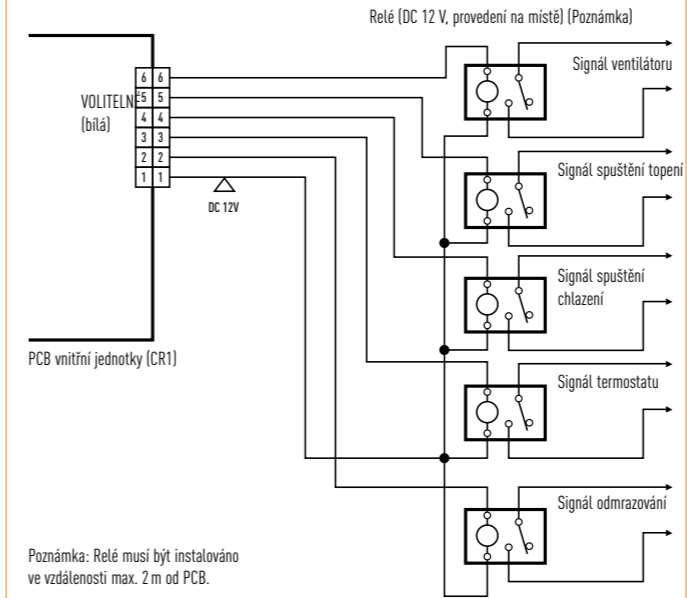 Relé (DC 12 V, provedení na místě) (Poznámka)
Signál ventilátoru
6 6
VOLITELNÉ 5 5
(bílá)
4 4
3 3
2 2
1 1
DC 12V
Signál spuštění topení
Signál spuštění
chlazení
PCB vnitřní jednotky (CR1)
Signál termostatu
Signál odmrazování
Poznámka: Relé musí být instalováno
ve vzdálenosti max. 2 m od PCB.